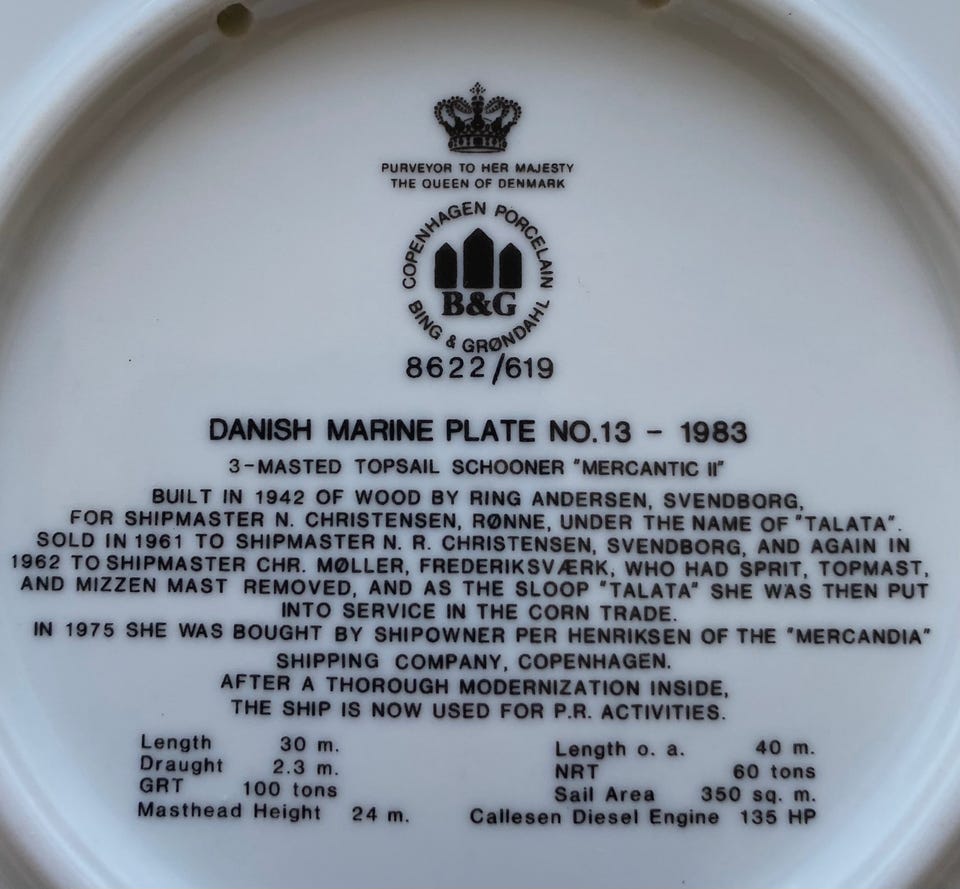 PURVEYOR TO HER MAJESTY
THE QUEEN OF DENMARK
COPENHAGEN PORCELAIN
B&G
BING & GRØNDAHL
8622/619
DANISH MARINE PLATE NO.13 - 1983
3-MASTED TOPSAIL SCHOONER "MERCANTIC II"
BUILT IN 1942 OF WOOD BY RING ANDERSEN, SVENDBORG,
FOR SHIPMASTER N. CHRISTENSEN, RØNNE, UNDER THE NAME OF "TALATA".
SOLD IN 1961 TO SHIPMASTER N. R. CHRISTENSEN, SVENDBORG, AND AGAIN IN
1962 TO SHIPMASTER CHR. MØLLER, FREDERIKSVÆRK, WHO HAD SPRIT, TOPMAST,
AND MIZZEN MAST REMOVED, AND AS THE SLOOP "TALATA" SHE WAS THEN PUT
INTO SERVICE IN THE CORN TRADE.
IN 1975 SHE WAS BOUGHT BY SHIPOWNER PER HENRIKSEN OF THE "MERCANDIA"
SHIPPING COMPANY, COPENHAGEN.
AFTER A THOROUGH MODERNIZATION INSIDE,
THE SHIP IS NOW USED FOR P.R. ACTIVITIES.
Length 30 m. Length o. a. 40 m.
Draught 2.3 m. NRT 60 tons
GRT 100 tons Sail Area 350 sq. m.
Masthead Height 24 m. Callesen Diesel Engine 135 HP